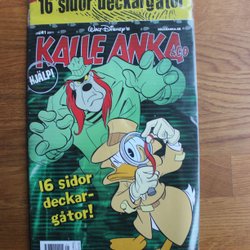 16 sidor deckargåtor
WALT DISNEY'S
KALLE ANKA
&C:O
HJÄLP!
16 sidor
deckar-
gåtor!